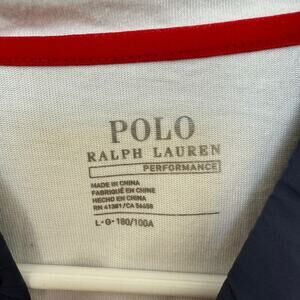 POLO
RALPH LAUREN
PERFORMANCE
MADE IN CHINA
FABRIQUÉ EN CHINE
HECHO EN CHINA
RN 41381/CA 56658
L·G·180/100A